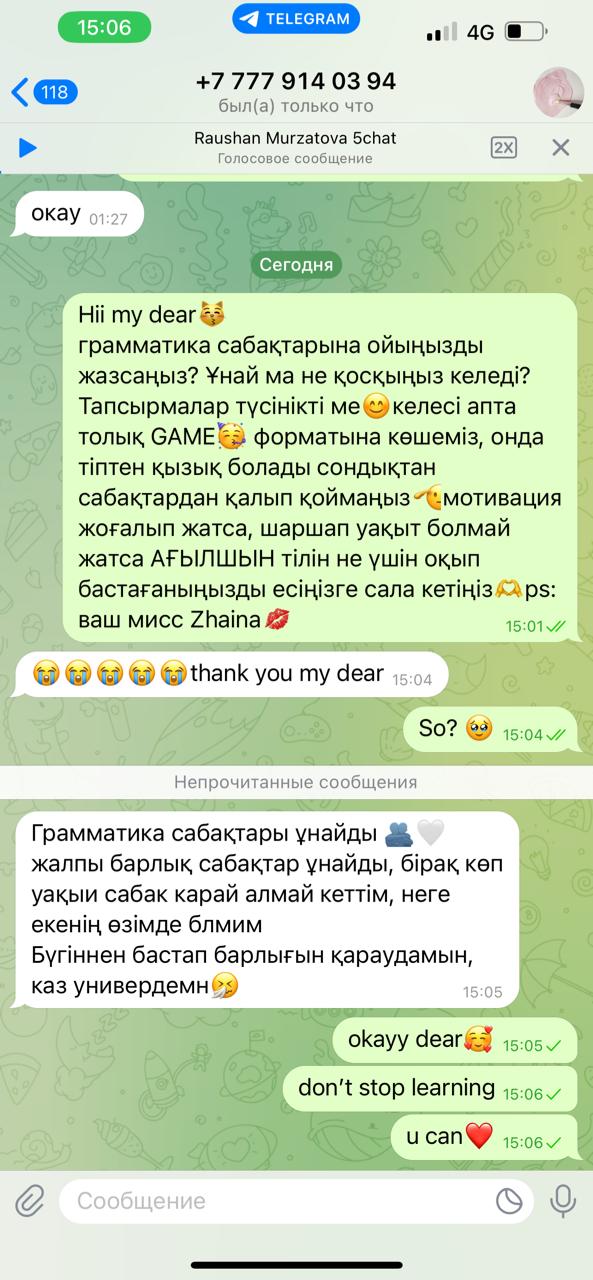 15:06
TELEGRAM
4G
118
+7 777 914 03 94
был(а) только что
Raushan Murzatova 5chat
Голосовое сообщение
2X
окау 01:27
Сегодня
Hii my dear😽
грамматика сабақтарына ойыңызды
жазсаңыз? Ұнай ма не қосқыңыз келеді?
Тапсырмалар түсінікті ме😊келесі апта
толық GAME🥳 форматына көшеміз, онда
тіптен қызық болады сондықтан
сабақтардан қалып қоймаңыз🫡мотивация
жоғалып жатса, шаршап уақыт болмай
жатса АҒЫЛШЫН тілін не үшін оқып
бастағаныңызды есіңізге сала кетіңіз🫶ps:
ваш мисс Zhaina💋
15:01
😭😭😭😭😭thank you my dear 15:04
So? 🥹 15:04
Непрочитанные сообщения
Грамматика сабақтары ұнайды 🫂🤍
жалпы барлық сабақтар ұнайды, бірақ көп
уақыи сабак карай алмай кеттім, неге
екенің өзімде блмим
Бүгіннен бастап барлығын қараудамын,
каз универдемн🤧
15:05
okayy dear🥰 15:05
don't stop learning 15:06
u can❤️ 15:06
Сообщение